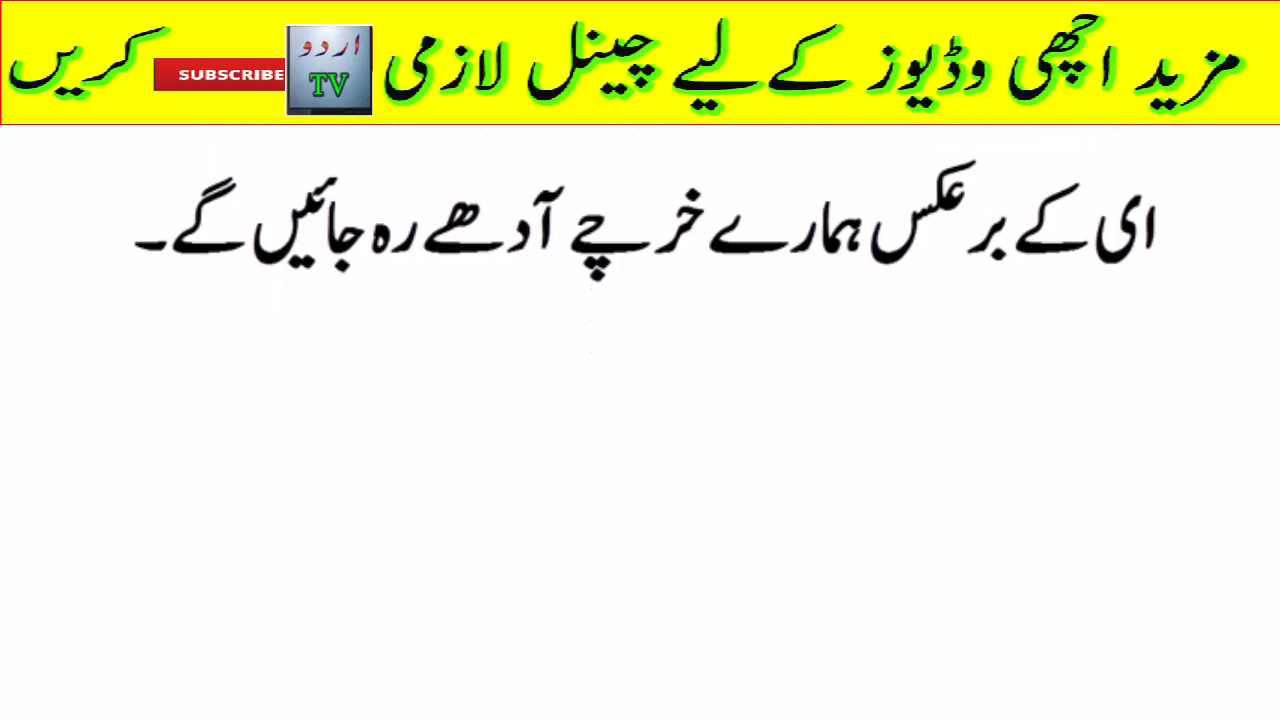 مزید اچھی وڈیوز کے لیے چینل لازمی اردو TV SUBSCRIBE کریں
ای کے برعکس ہمارے خرچے آدھے رہ جائیں گے۔